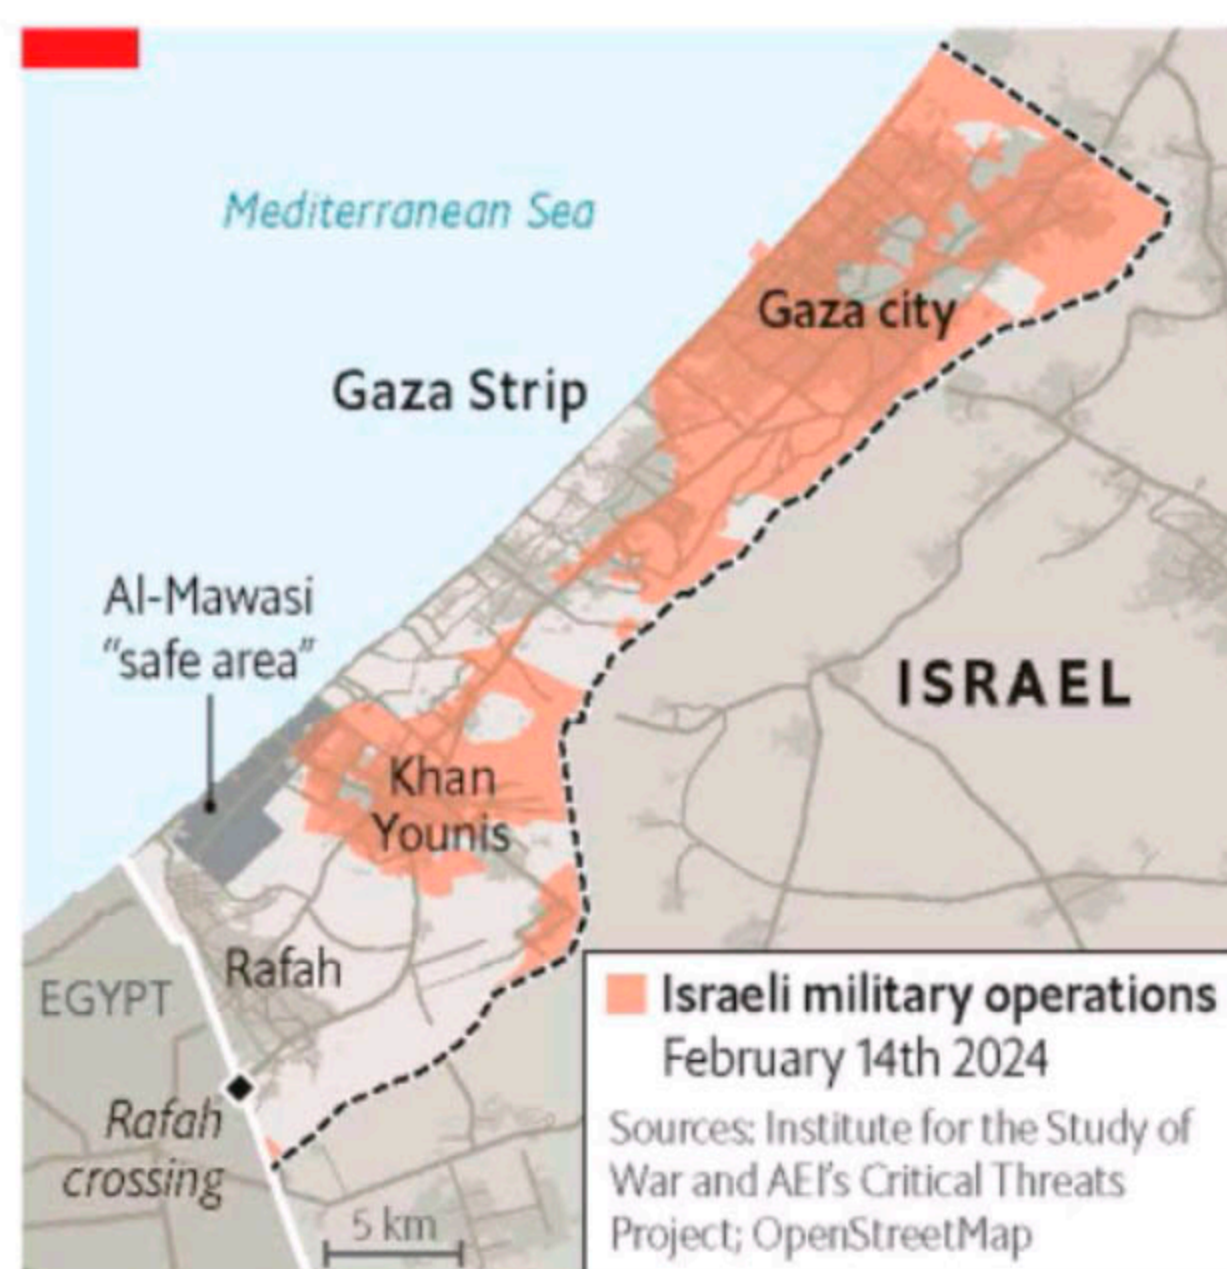 Mediterranean Sea
Gaza city
Gaza Strip
Al-Mawasi
“safe area”
ISRAEL
Khan
Younis
Rafah
EGYPT
Rafah
crossing
5 km
Israeli military operations
February 14th 2024
Sources: Institute for the Study of
War and AEI's Critical Threats
Project; OpenStreetMap